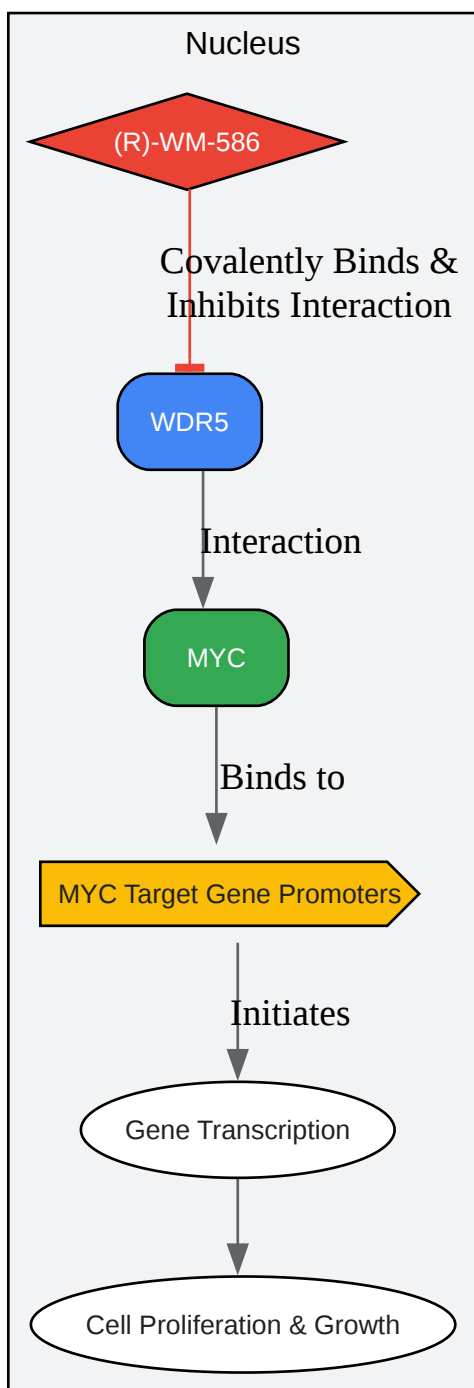 Nucleus
(R)-WM-586
Covalently Binds &
Inhibits Interaction
WDR5
Interaction
MYC
Binds to
MYC Target Gene Promoters
Initiates
Gene Transcription
Cell Proliferation & Growth